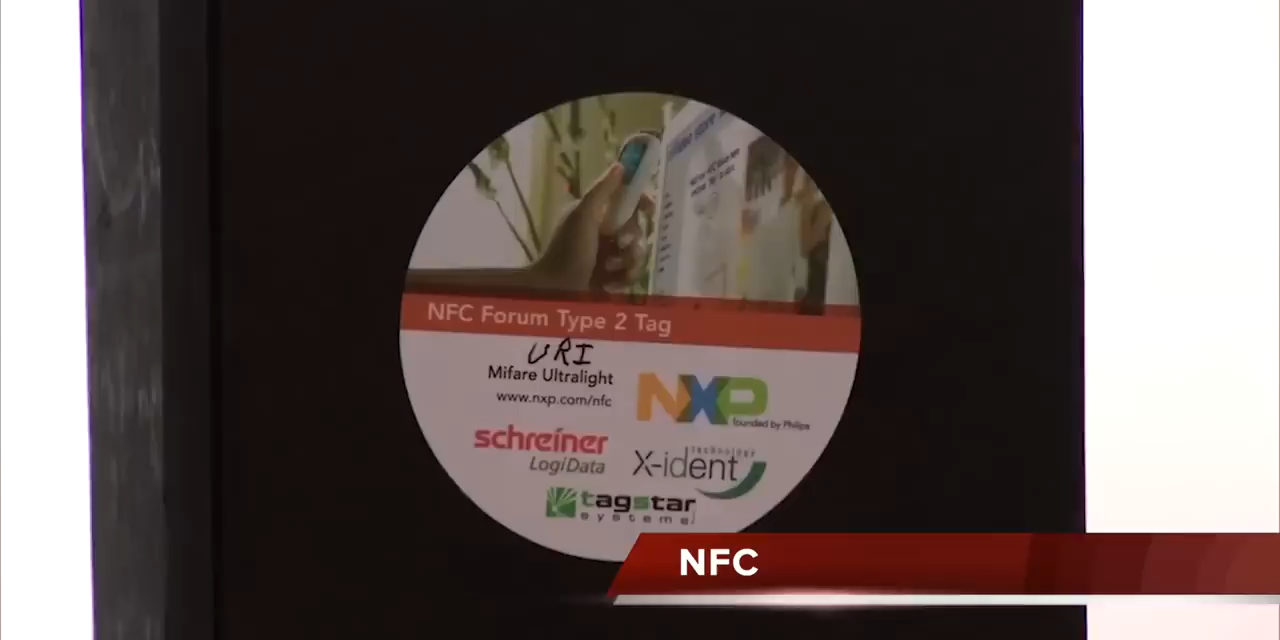 NFC Forum Type 2 Tag
URI
Mifare Ultralight
www.nxp.com/nfc
NXP
founded by Philips
schreiner
LogiData
technology
X-ident
tagstar
systems
NFC